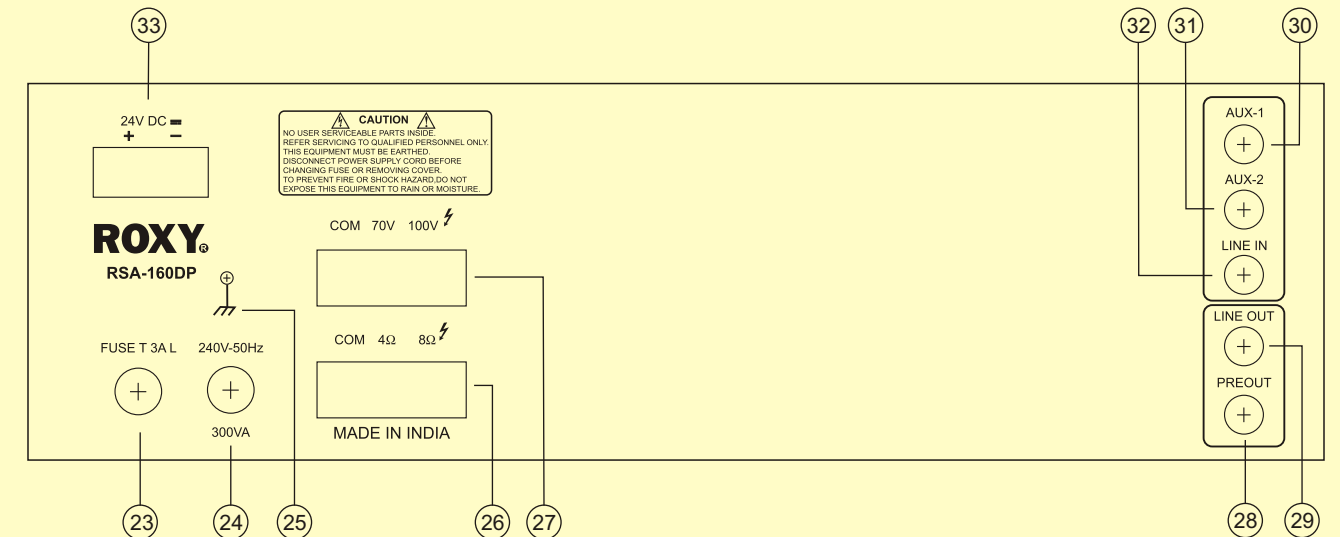 33
32
31
30
24V DC
+ −
CAUTION
NO USER SERVICEABLE PARTS INSIDE.
REFER SERVICING TO QUALIFIED PERSONNEL ONLY.
THIS EQUIPMENT MUST BE EARTHED.
DISCONNECT POWER SUPPLY CORD BEFORE
CHANGING FUSE OR REMOVING COVER.
TO PREVENT FIRE OR SHOCK HAZARD,DO NOT
EXPOSE THIS EQUIPMENT TO RAIN OR MOISTURE.
AUX-1
AUX-2
LINE IN
LINE OUT
PREOUT
ROXY®
RSA-160DP
COM 70V 100V
COM 4Ω 8Ω
FUSE T 3A L
240V-50Hz
300VA
MADE IN INDIA
23
24
25
26
27
28
29